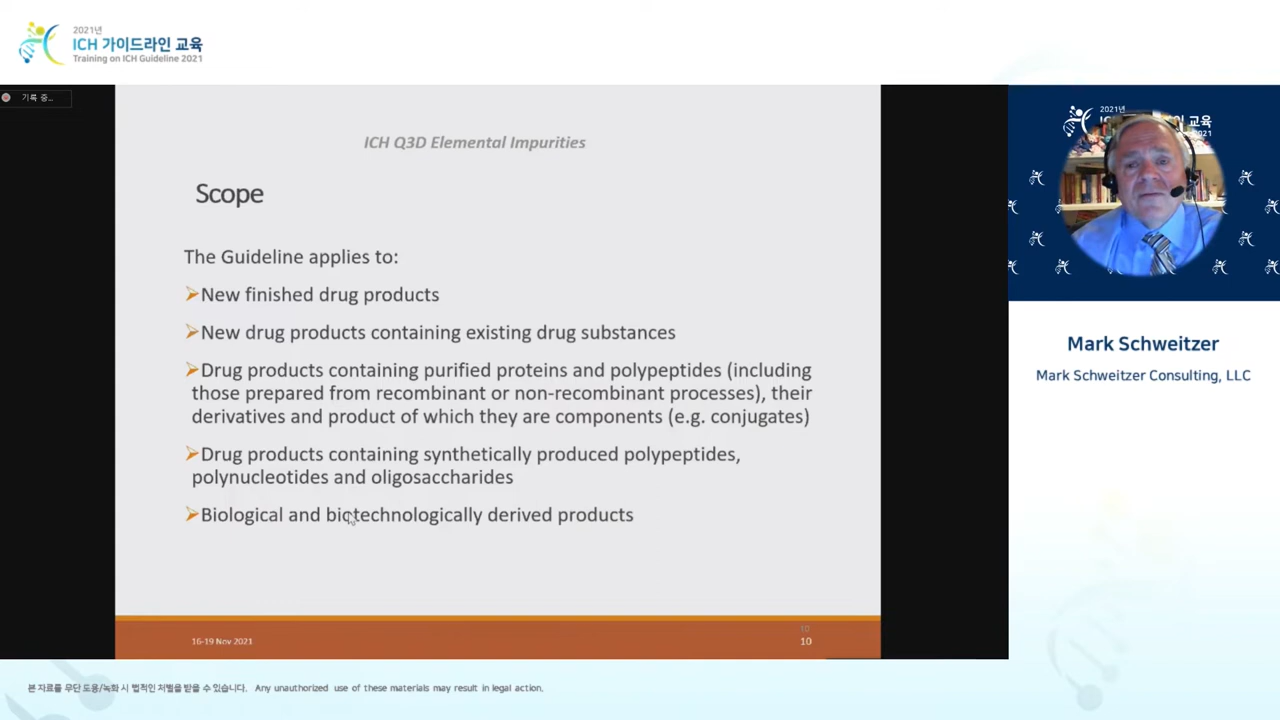 2021년
ICH 가이드라인 교육
Training on ICH Guideline 2021
기록 중...
ICH Q3D Elemental Impurities
Scope
The Guideline applies to:
➢New finished drug products
➢New drug products containing existing drug substances
➢Drug products containing purified proteins and polypeptides (including
those prepared from recombinant or non-recombinant processes), their
derivatives and product of which they are components (e.g. conjugates)
➢Drug products containing synthetically produced polypeptides,
polynucleotides and oligosaccharides
➢Biological and biotechnologically derived products
16-19 Nov 2021
10
10
2021년
교육
2021
Mark Schweitzer
Mark Schweitzer Consulting, LLC
본 자료를 무단 도용/녹화 시 법적인 처벌을 받을 수 있습니다. Any unauthorized use of these materials may result in legal action.